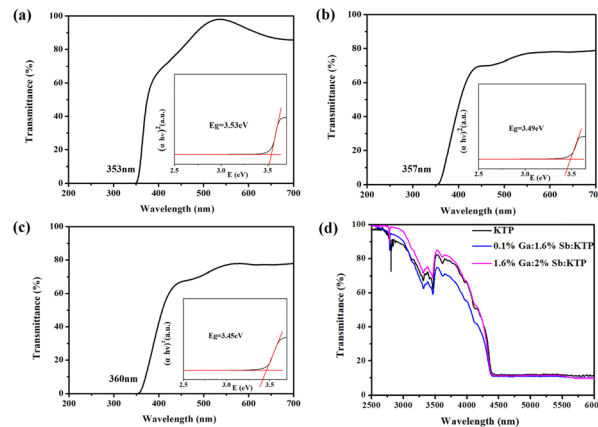 (a)
100
80
60
40
20
0
Transmittance (%)
(α hν)²(a.u.)
Eg=3.53eV
2.5 3.0 3.5
E (eV)
353nm
200 300 400 500 600 700
Wavelength (nm)
(b)
100
80
60
40
20
0
Transmittance (%)
(α hν)²(a.u.)
Eg=3.49eV
2.5 3.0 3.5
E (eV)
357nm
200 300 400 500 600 700
Wavelength (nm)
(c)
100
80
60
40
20
0
Transmittance (%)
(α hν)²(a.u.)
Eg=3.45eV
2.5 3.0 3.5
E (eV)
360nm
200 300 400 500 600 700
Wavelength (nm)
(d)
100
80
60
40
20
0
Transmittance (%)
KTP
0.1% Ga:1.6% Sb:KTP
1.6% Ga:2% Sb:KTP
2500 3000 3500 4000 4500 5000 5500 6000
Wavelength (nm)